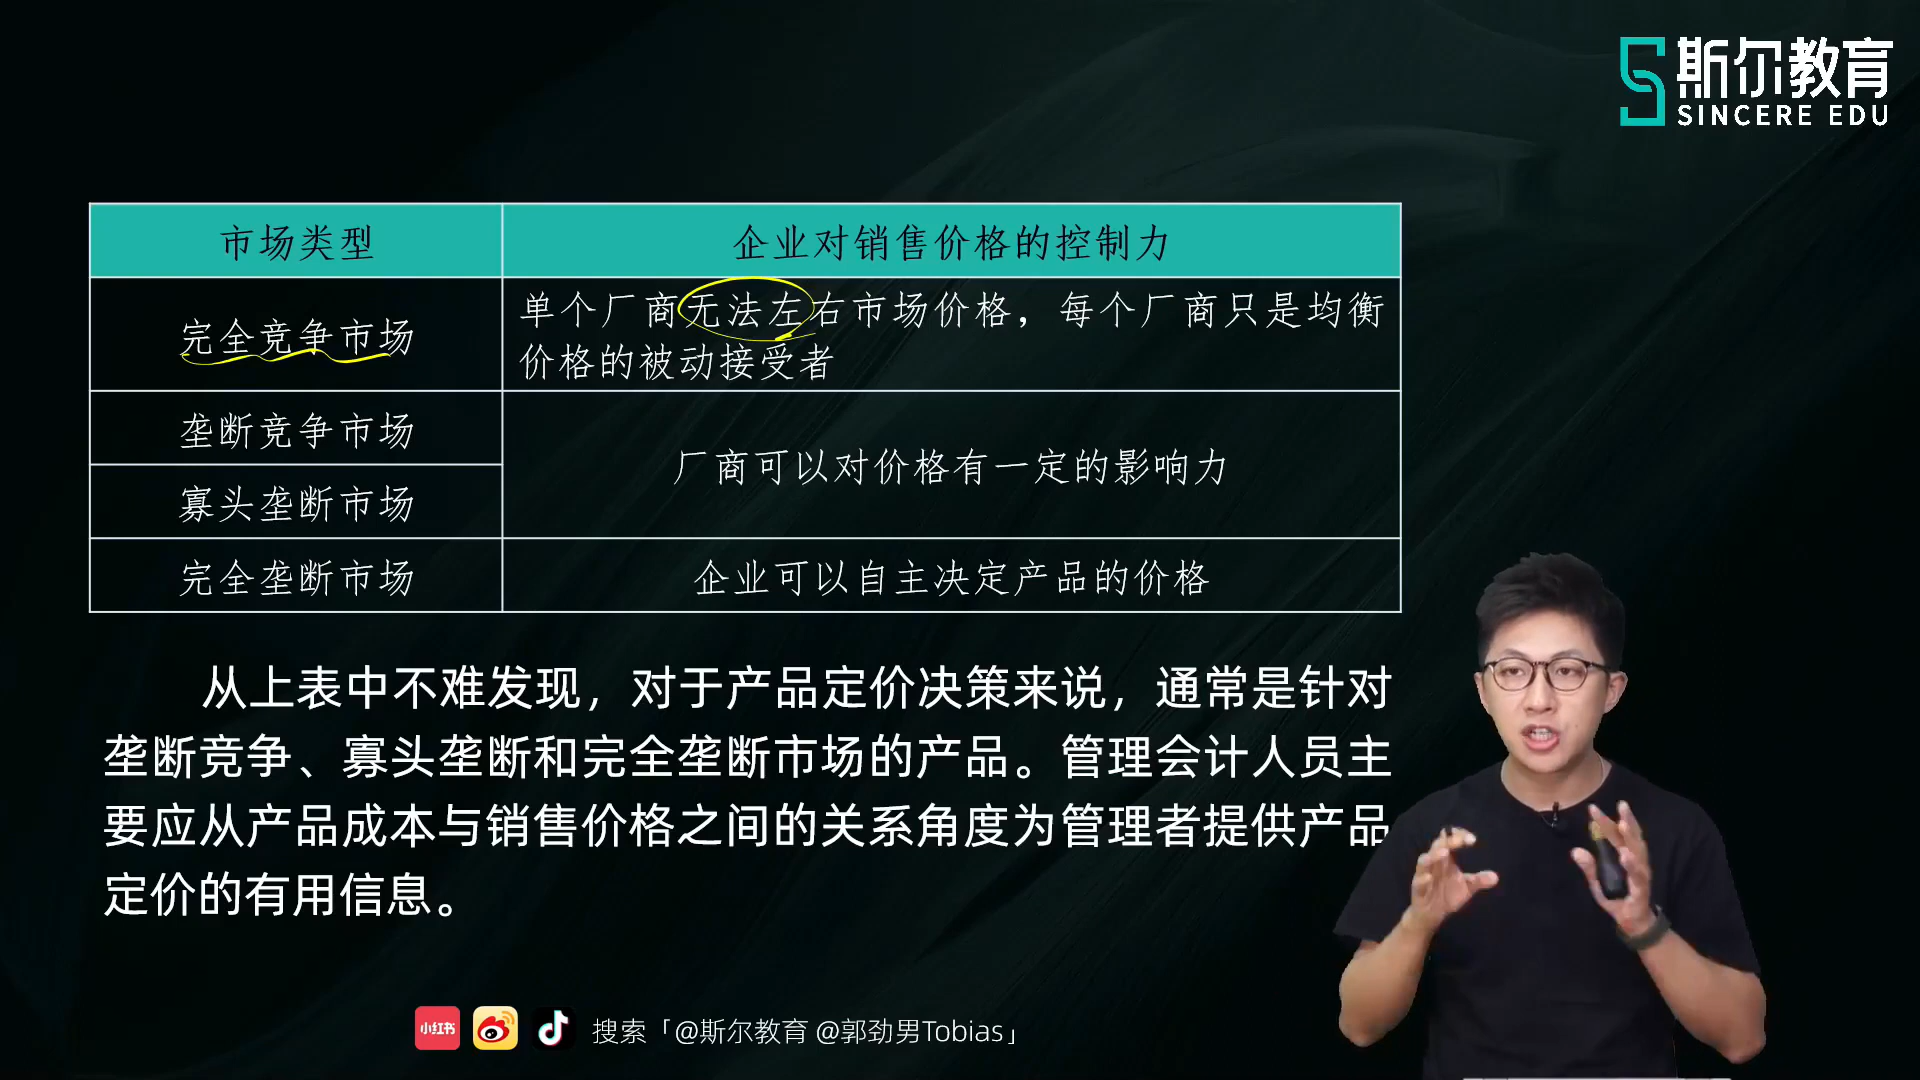 斯尔教育
SINCERE EDU
市场类型 企业对销售价格的控制力
完全竞争市场 单个厂商无法左右市场价格，每个厂商只是均衡
价格的被动接受者
垄断竞争市场
厂商可以对价格有一定的影响力
寡头垄断市场
完全垄断市场 企业可以自主决定产品的价格
从上表中不难发现，对于产品定价决策来说，通常是针对
垄断竞争、寡头垄断和完全垄断市场的产品。管理会计人员主
要应从产品成本与销售价格之间的关系角度为管理者提供产品
定价的有用信息。
小红书 搜索「@斯尔教育 @郭劲男Tobias」